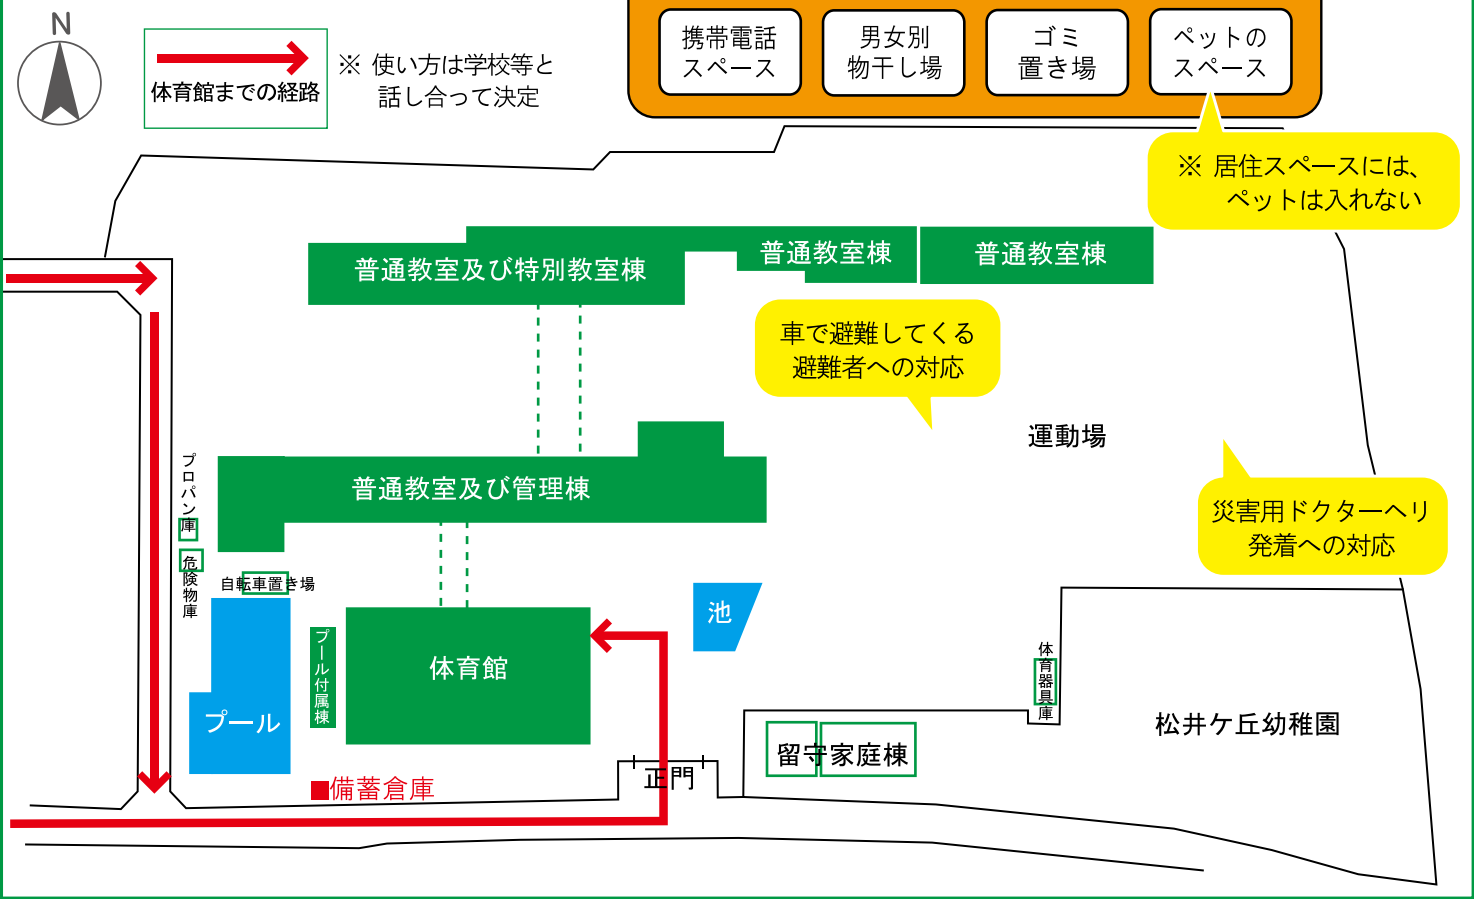 N
体育館までの経路
※ 使い方は学校等と
話し合って決定
携帯電話
スペース
男女別
物干し場
ゴミ
置き場
ペットの
スペース
※ 居住スペースには、
ペットは入れない
普通教室及び特別教室棟
普通教室棟
普通教室棟
車で避難してくる
避難者への対応
運動場
災害用ドクターヘリ
発着への対応
プロパン庫
普通教室及び管理棟
危険物庫
自転車置き場
プール
プール付属棟
体育館
池
体育器具庫
松井ケ丘幼稚園
留守家庭棟
正門
■備蓄倉庫